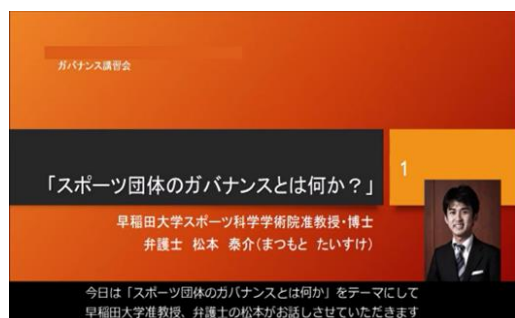 ガバナンス講習会
「スポーツ団体のガバナンスとは何か？」
1
早稲田大学スポーツ科学学術院准教授・博士
弁護士 松本 泰介(まつもと たいすけ)
今日は「スポーツ団体のガバナンスとは何か」をテーマにして
早稲田大学准教授、弁護士の松本がお話しさせていただきます